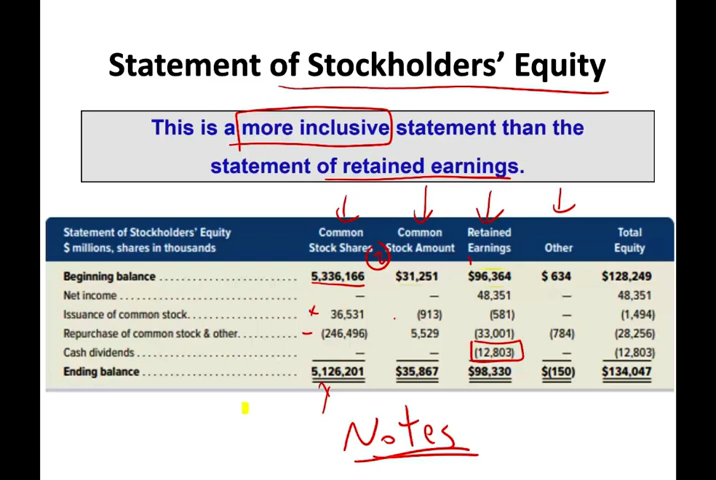 Statement of Stockholders' Equity
This is a more inclusive statement than the
statement of retained earnings.
Statement of Stockholders' Equity Common Common Retained Total
$ millions, shares in thousands Stock Shares Stock Amount Earnings Other Equity
Beginning balance 5,336,166 $31,251 $96,364 $ 634 $128,249
Net income — — 48,351 — 48,351
Issuance of common stock 36,531 (913) (581) — (1,494)
Repurchase of common stock & other (246,496) 5,529 (33,001) (784) (28,256)
Cash dividends — — (12,803) — (12,803)
Ending balance 5,126,201 $35,867 $98,330 $(150) $134,047
Notes